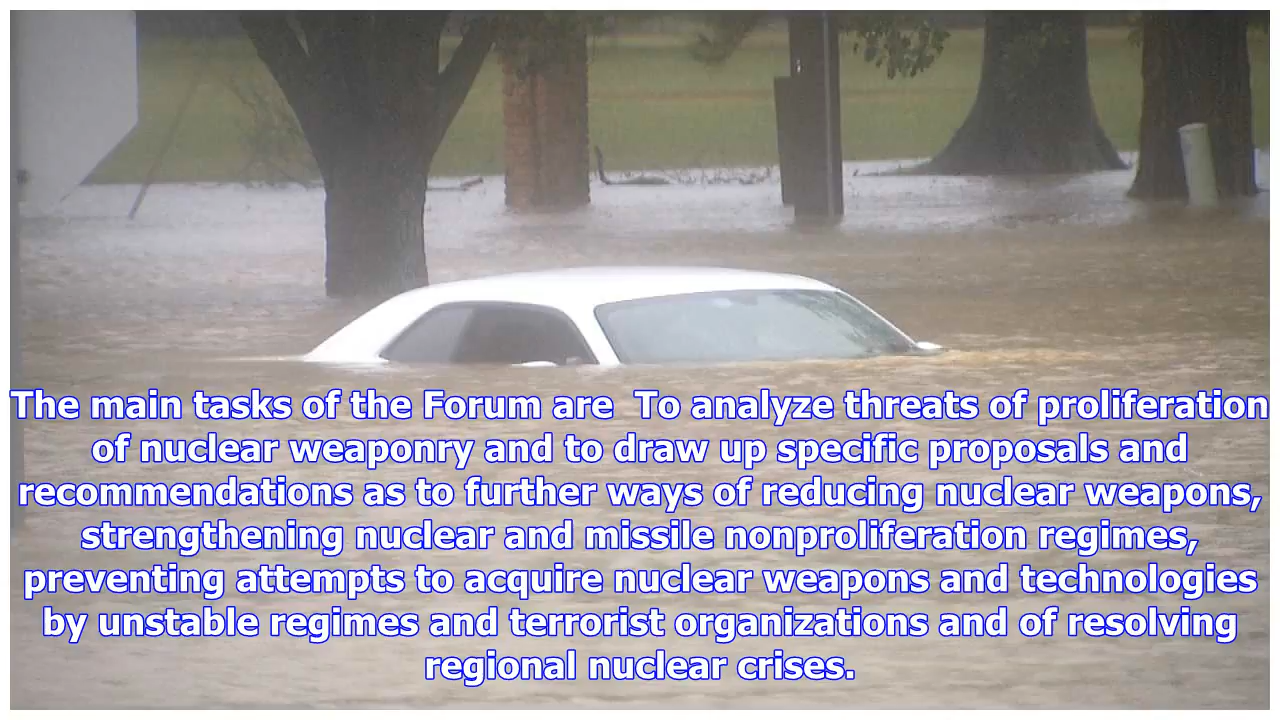 The main tasks of the Forum are  To analyze threats of proliferation
of nuclear weaponry and to draw up specific proposals and
recommendations as to further ways of reducing nuclear weapons,
strengthening nuclear and missile nonproliferation regimes,
preventing attempts to acquire nuclear weapons and technologies
by unstable regimes and terrorist organizations and of resolving
regional nuclear crises.